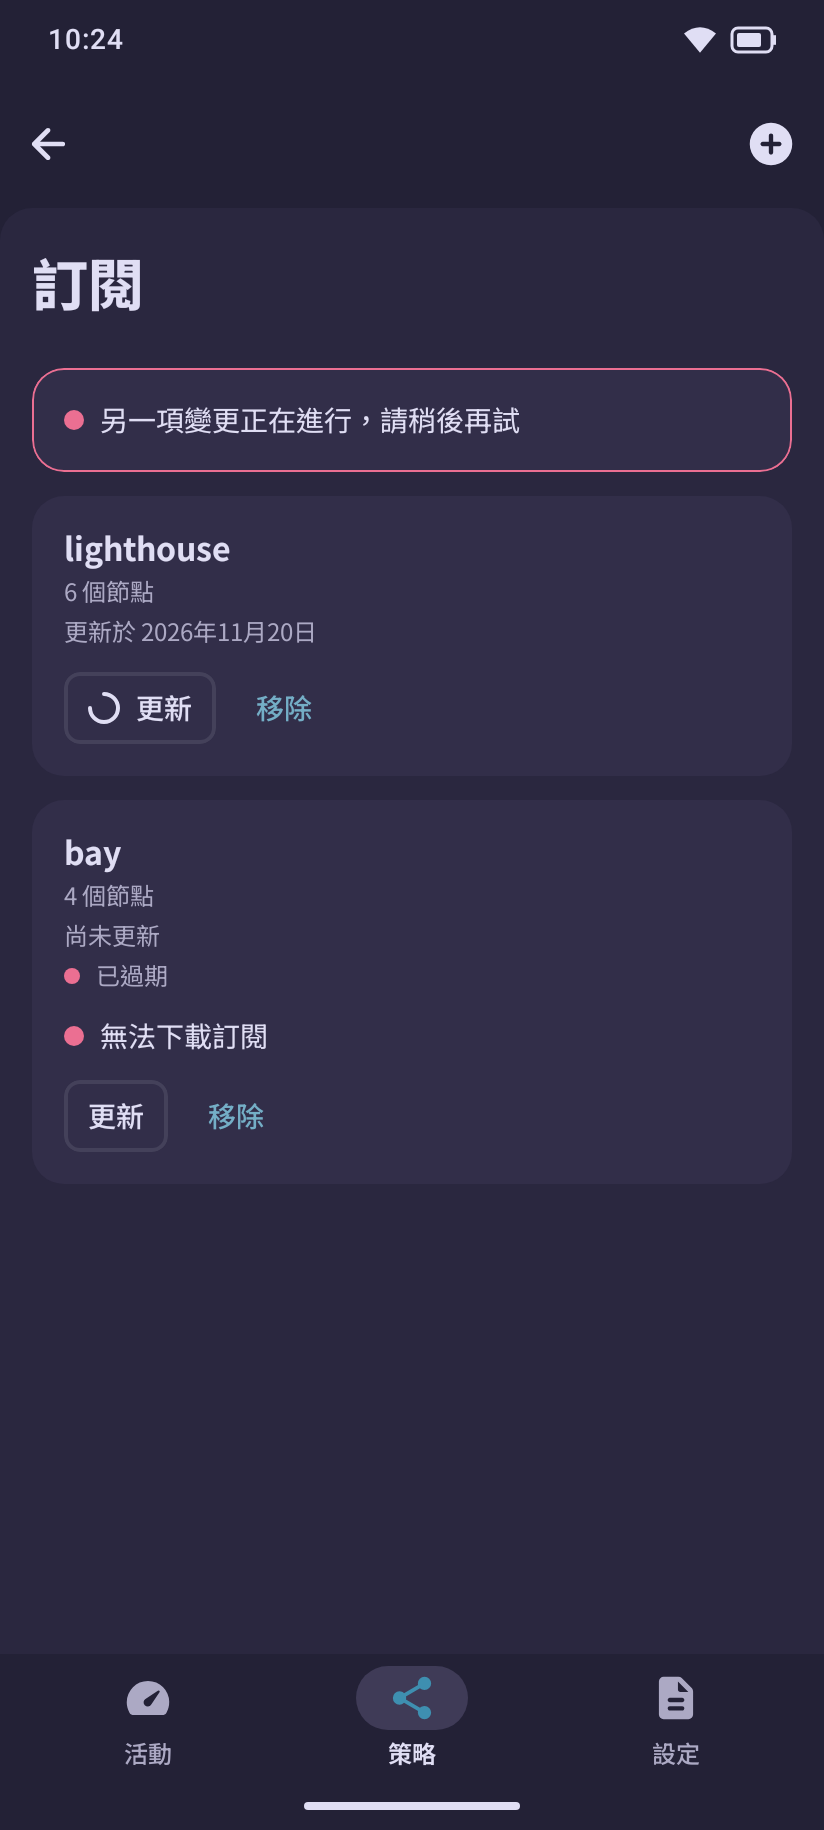 10:24
訂閱
另一項變更正在進行，請稍後再試
lighthouse
6 個節點
更新於 2026年11月20日
更新
移除
bay
4 個節點
尚未更新
已過期
無法下載訂閱
更新
移除
活動
策略
設定